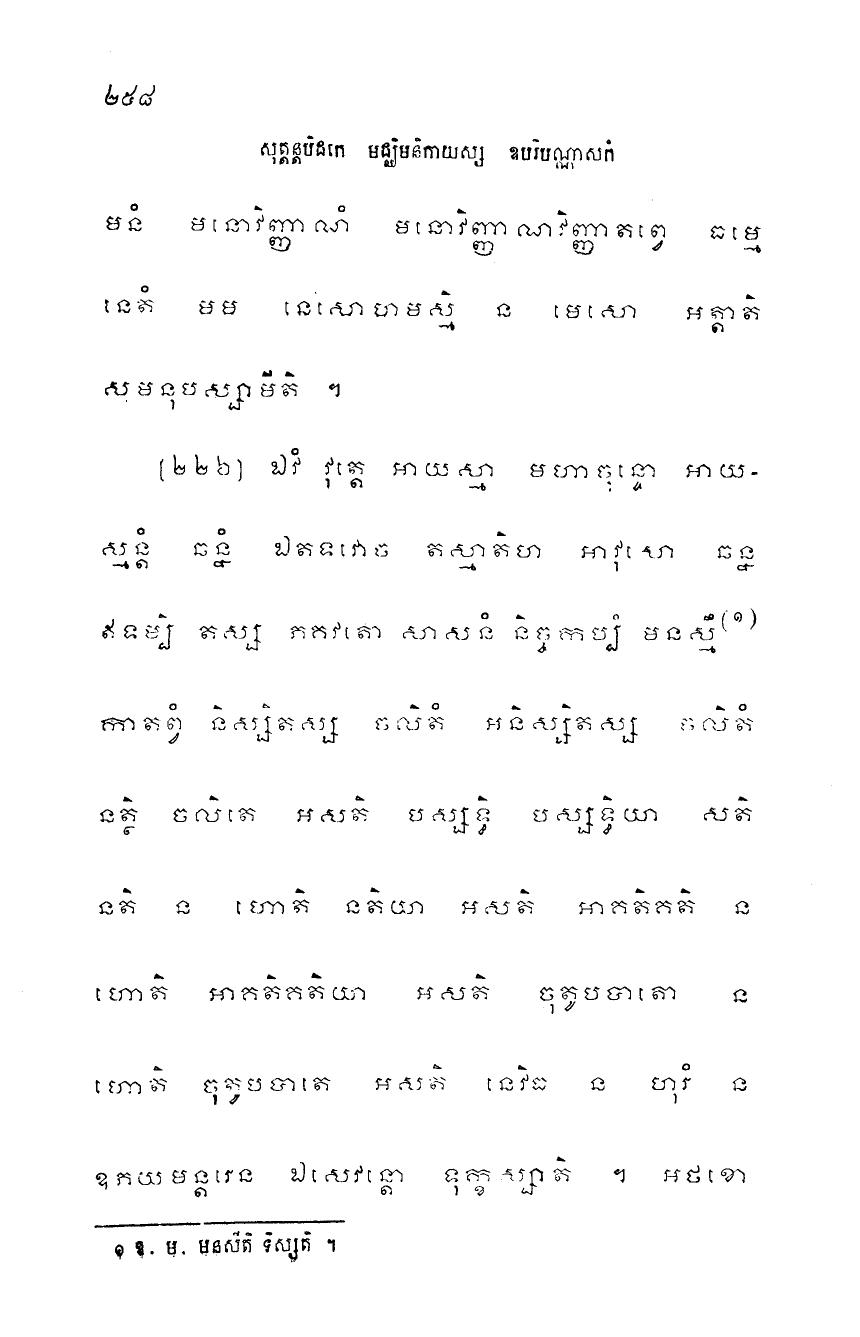 ២៥៨
សុត្តន្តបិដកេ មជ្ឈិមនិកាយស្ស ឧបរិបណ្ណាសកំ
មនំ មនោវិញ្ញាណំ មនោវិញ្ញាណវិញ្ញាតព្វេ ធម្មេ
នេតំ មម នេសោហមស្មិ ន មេសោ អត្តាតិ
សមនុបស្សាមីតិ ។
[២២៦] ឯវំ វុត្តេ អាយស្មា មហាចុន្ទោ អាយ-
ស្មន្តំ ឆន្នំ ឯតទវោច តស្មាតិហ អាវុសោ ឆន្ន
ឥទម្បិ តស្ស ភគវតោ សាសនំ និច្ចកប្បំ មនស្មឹ(១)
កាតព្វំ និស្សិតស្ស ចលិតំ អនិស្សិតស្ស ចលិតំ
នត្ថិ ចលិតេ អសតិ បស្សទ្ធិ បស្សទ្ធិយា សតិ
នតិ ន ហោតិ នតិយា អសតិ អាគតិគតិ ន
ហោតិ អាគតិគតិយា អសតិ ចុតូបបាតោ ន
ហោតិ ចុតូបបាតេ អសតិ នេវិធ ន ហុរំ ន
ឧភយមន្តរេន ឯសេវន្តោ ទុក្ខស្សាតិ ។ អថខោ
១ ឱ. ម. មនសីតិ ទិស្សតិ ។